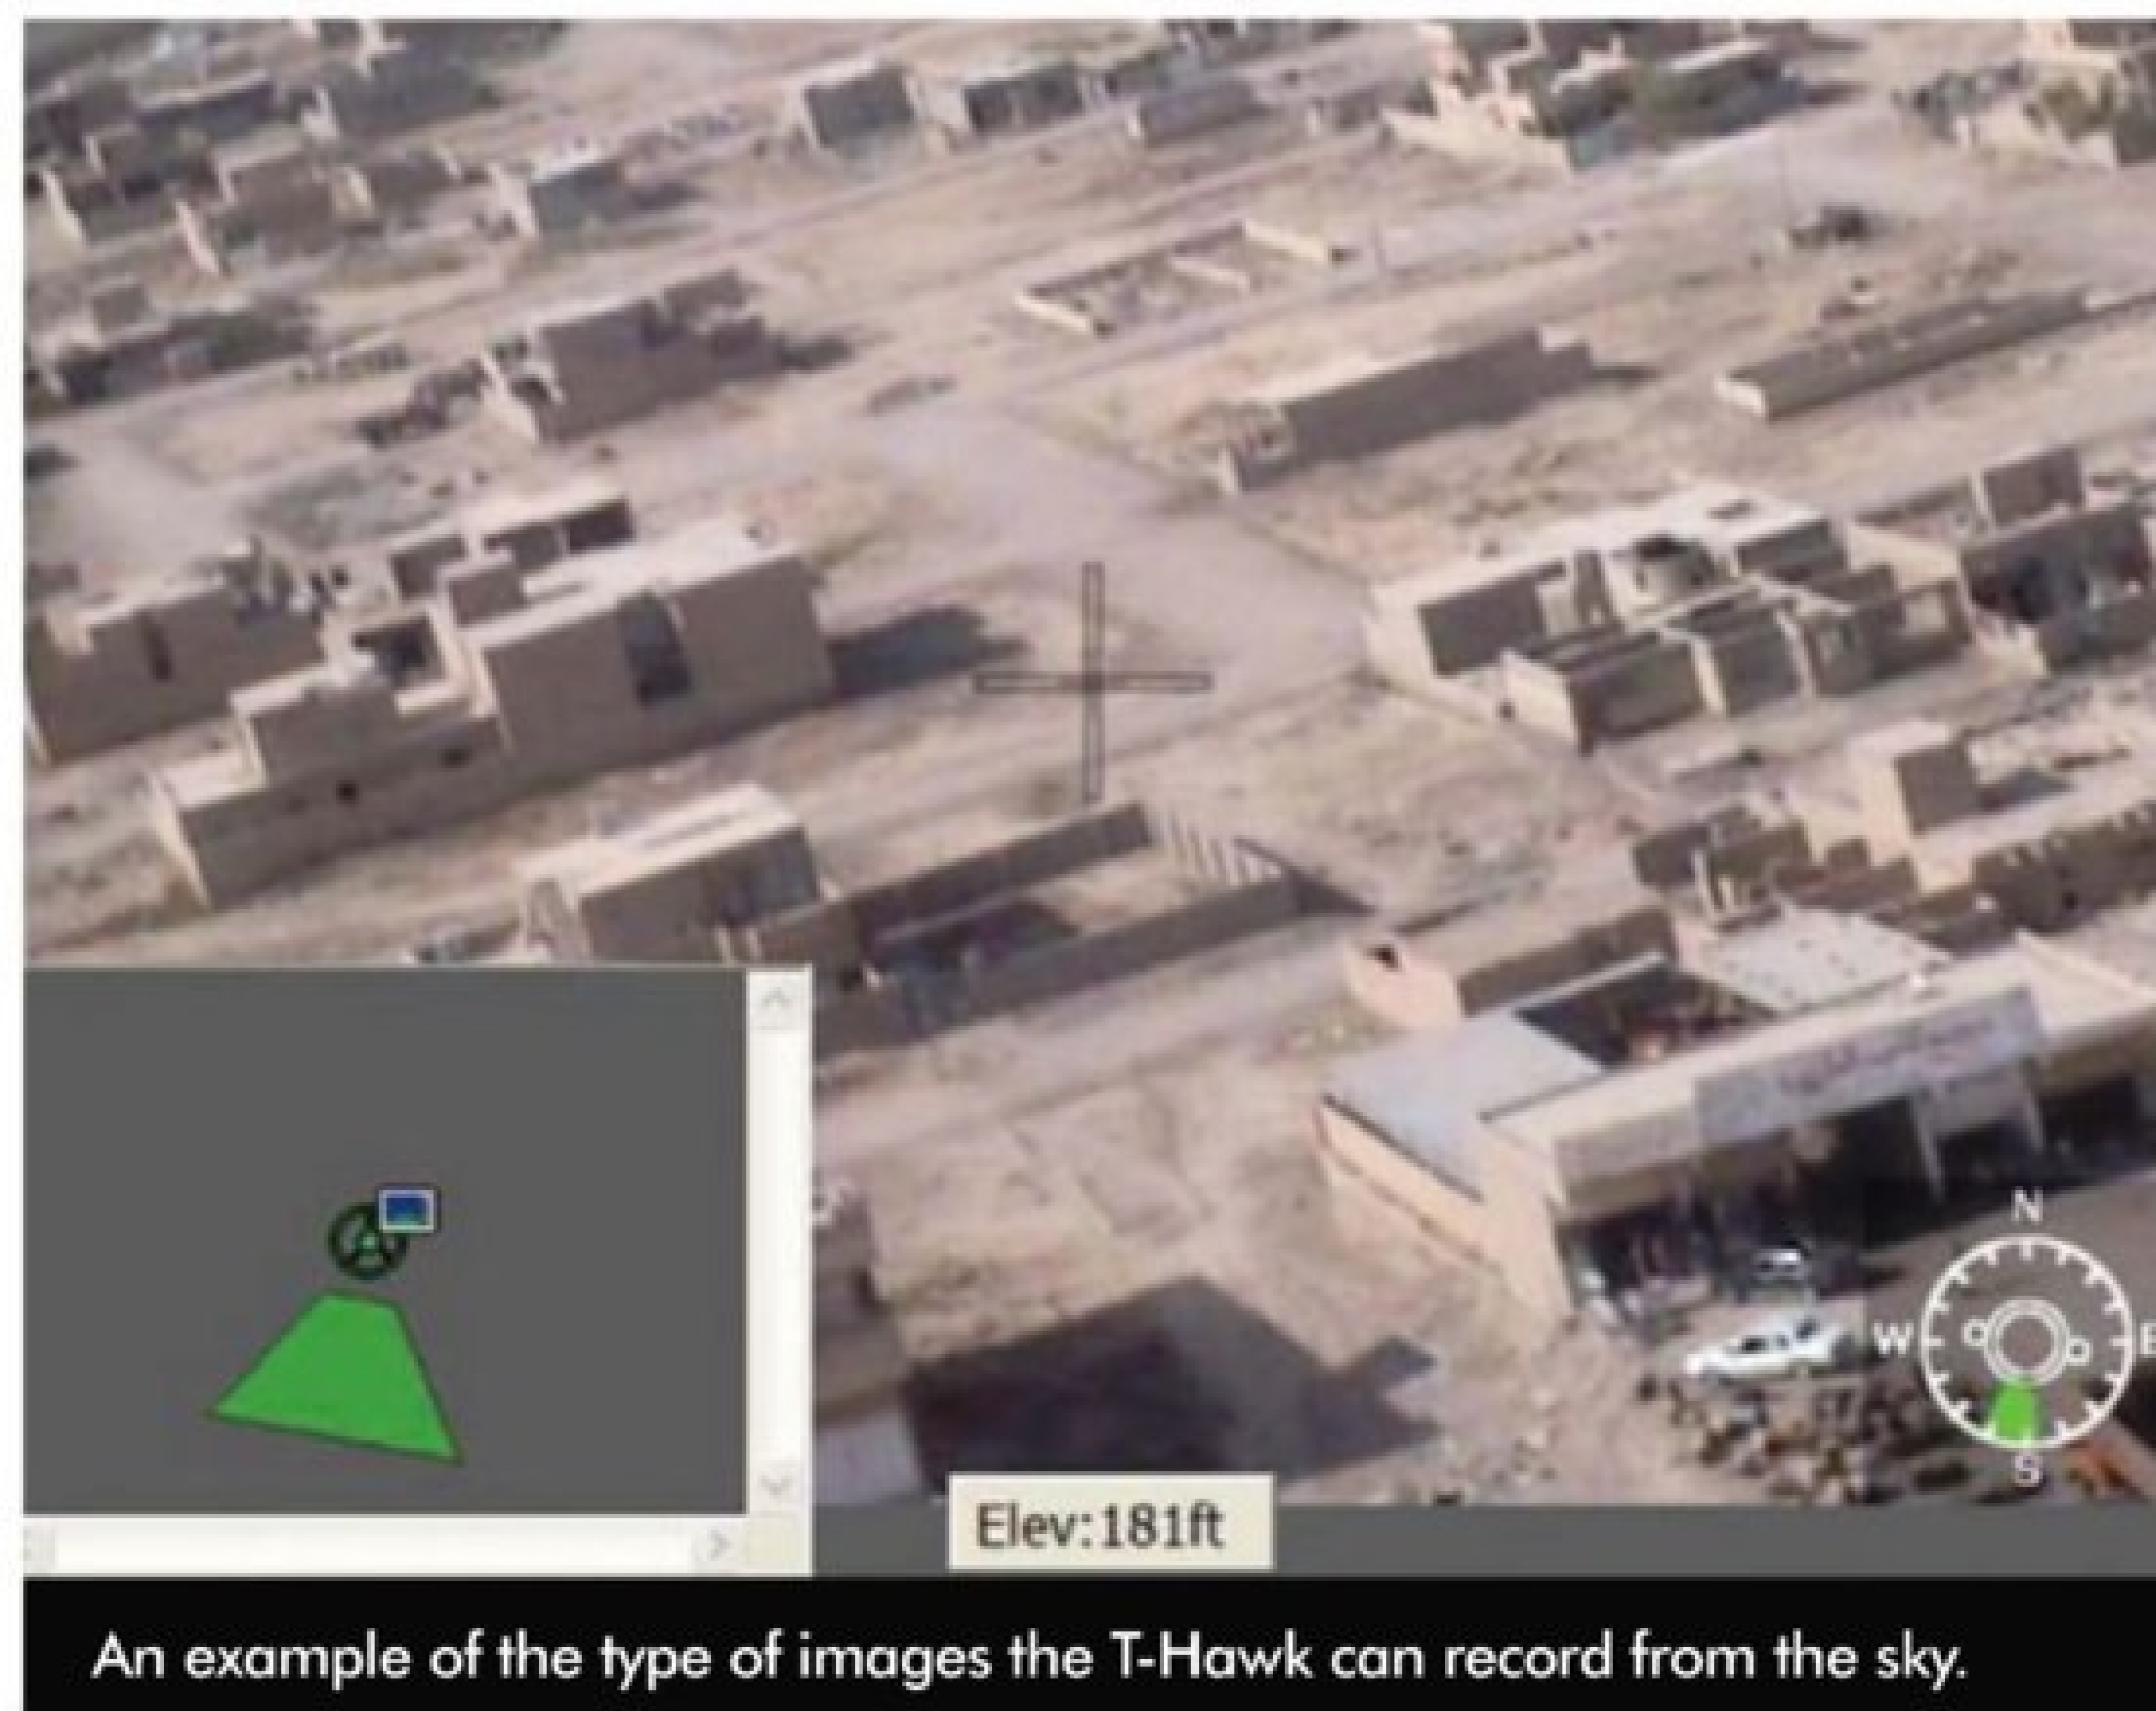 N
W
E
S
Elev:181ft
An example of the type of images the T-Hawk can record from the sky.